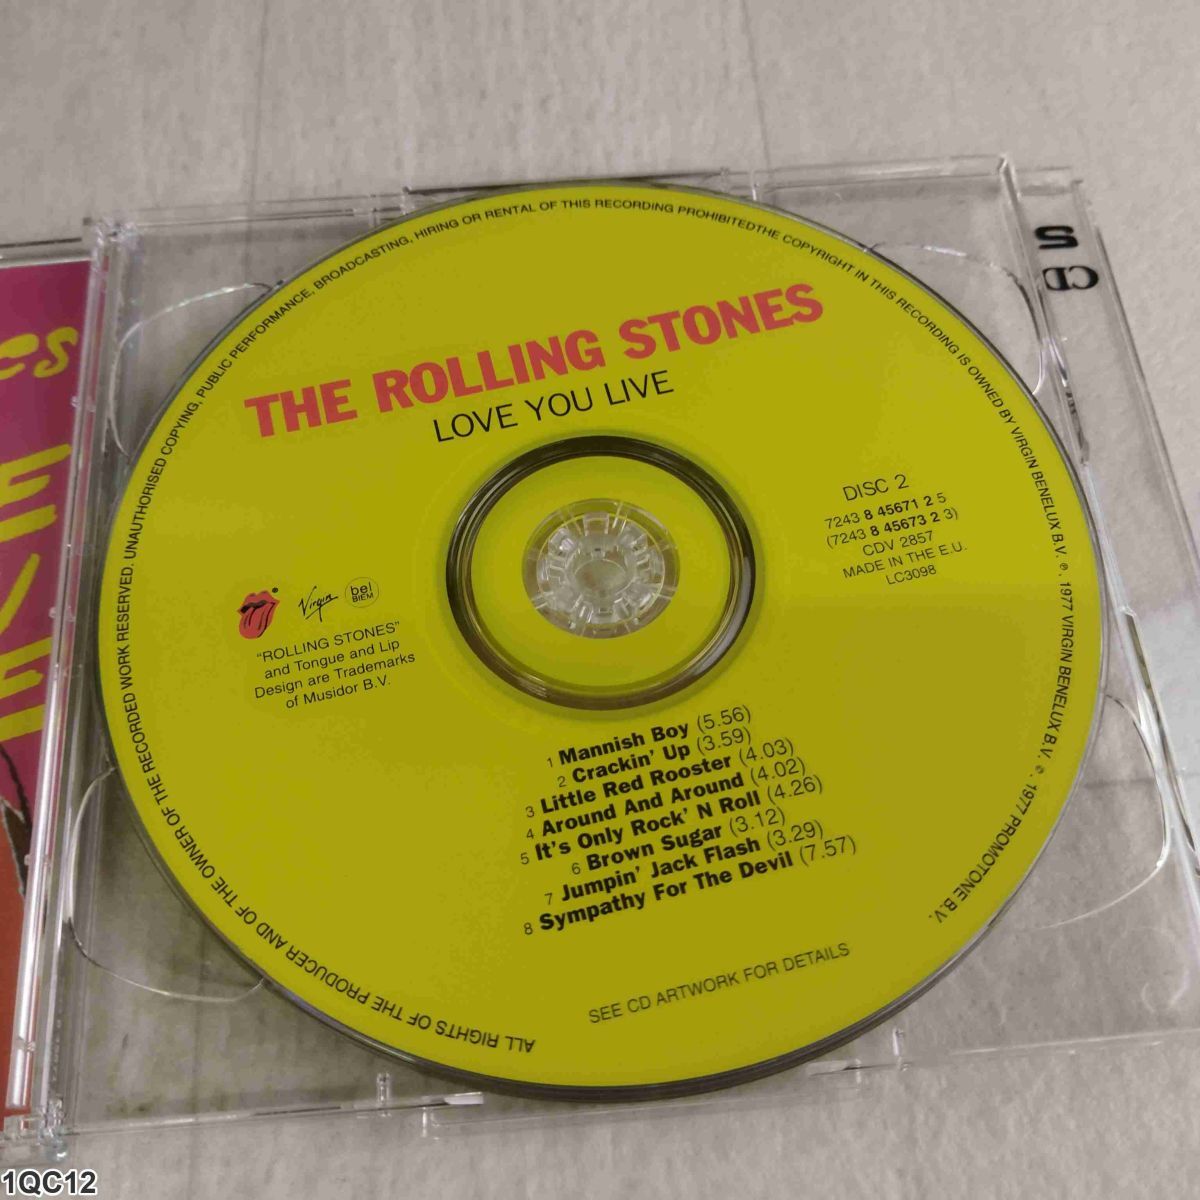 THE ROLLING STONES
LOVE YOU LIVE
DISC 2
7243 8 45671 2 5
(7243 8 45673 2 3)
CDV 2857
MADE IN THE E.U.
LC3098
Virgin
bel
BIEM
"ROLLING STONES"
and Tongue and Lip
Design are Trademarks
of Musidor B.V.
1 Mannish Boy (5.56)
2 Crackin' Up (3.59)
3 Little Red Rooster (4.03)
4 Around And Around (4.02)
5 It's Only Rock' N Roll (4.26)
6 Brown Sugar (3.12)
7 Jumpin' Jack Flash (3.29)
8 Sympathy For The Devil (7.57)
SEE CD ARTWORK FOR DETAILS
ALL RIGHTS OF THE PRODUCER AND OF THE OWNER OF THE RECORDED WORK RESERVED. UNAUTHORISED COPYING, PUBLIC PERFORMANCE, BROADCASTING, HIRING OR RENTAL OF THIS RECORDING PROHIBITEDTHE COPYRIGHT IN THIS RECORDING IS OWNED BY VIRGIN BENELUX B.V. ℗, 1977 VIRGIN BENELUX B.V. ©, 1977 PROMOTONE B.V.
CD
1QC12